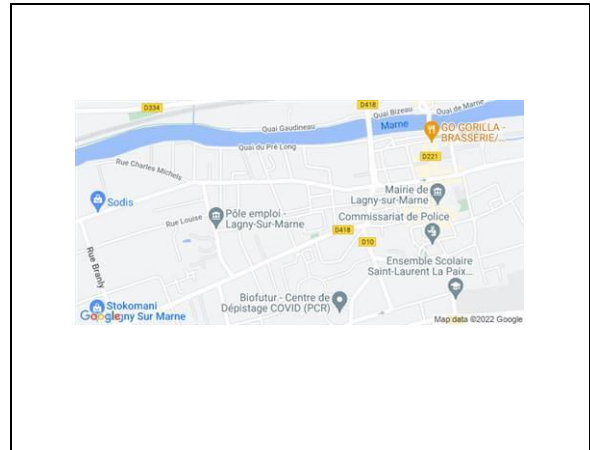 D334
D418
Quai Bizeau
Quai de Marne
Quai Gaudineau
Marne
GO GORILLA -
BRASSERIE/...
Quai du Pré Long
D221
Rue Charles Michels
Mairie de
Lagny-sur-Marne
Sodis
Rue Louise
Pôle emploi -
Lagny-Sur-Marne
Commissariat de Police
D418
D10
Rue Branly
Ensemble Scolaire
Saint-Laurent La Paix...
Biofutur - Centre de
Dépistage COVID (PCR)
Stokomani
gny Sur Marne
Google
Map data ©2022 Google